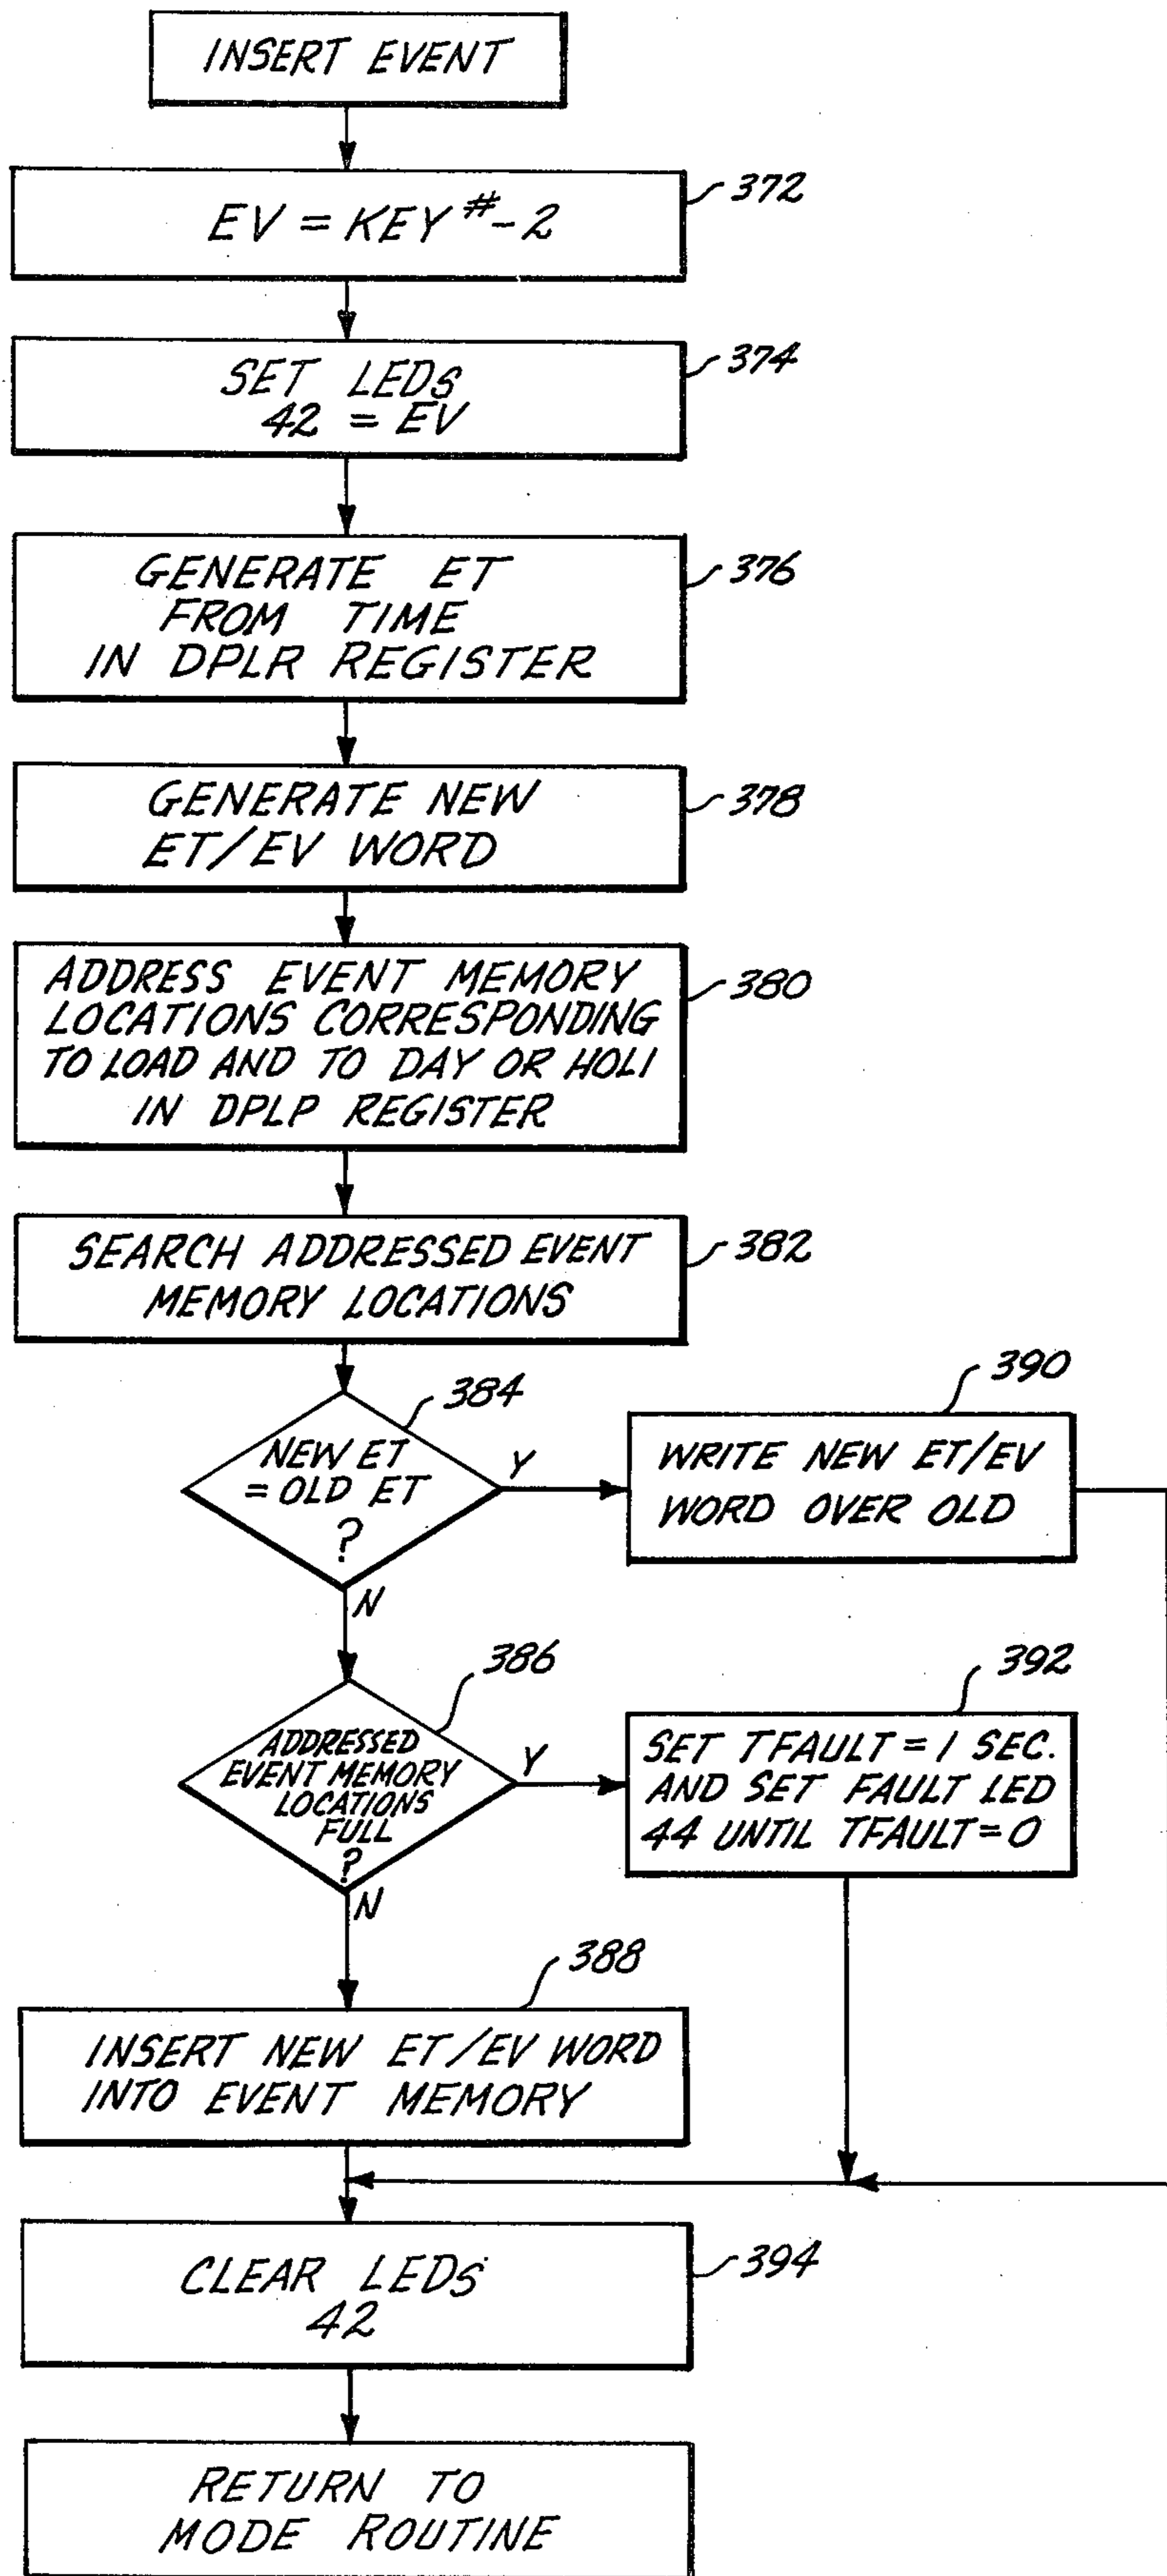 INSERT EVENT
EV = KEY #-2
372
SET LEDS
42 = EV
374
GENERATE ET
FROM TIME
IN DPLR REGISTER
376
GENERATE NEW
ET/EV WORD
378
ADDRESS EVENT MEMORY
LOCATIONS CORRESPONDING
TO LOAD AND TO DAY OR HOLI
IN DPLP REGISTER
380
SEARCH ADDRESSED EVENT
MEMORY LOCATIONS
382
384
NEW ET
= OLD ET
?
Y
N
390
WRITE NEW ET/EV
WORD OVER OLD
386
ADDRESSED
EVENT MEMORY
LOCATIONS
FULL
?
Y
N
392
SET TFAULT = 1 SEC.
AND SET FAULT LED
44 UNTIL TFAULT = 0
388
INSERT NEW ET/EV WORD
INTO EVENT MEMORY
CLEAR LEDS
42
394
RETURN TO
MODE ROUTINE